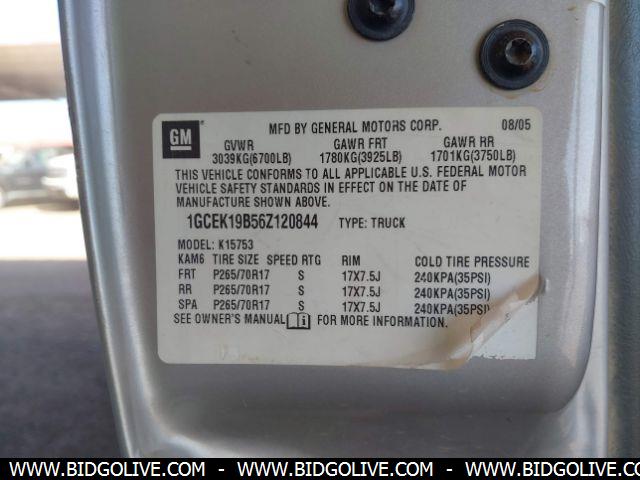 GM
MFD BY GENERAL MOTORS CORP. 08/05
GVWR GAWR FRT GAWR RR
3039KG(6700LB) 1780KG(3925LB) 1701KG(3750LB)
THIS VEHICLE CONFORMS TO ALL APPLICABLE U.S. FEDERAL MOTOR
VEHICLE SAFETY STANDARDS IN EFFECT ON THE DATE OF
MANUFACTURE SHOWN ABOVE.
1GCEK19B56Z120844 TYPE: TRUCK
MODEL: K15753
KAM6 TIRE SIZE SPEED RTG RIM COLD TIRE PRESSURE
FRT P265/70R17 S 17X7.5J 240KPA(35PSI)
RR P265/70R17 S 17X7.5J 240KPA(35PSI)
SPA P265/70R17 S 17X7.5J 240KPA(35PSI)
SEE OWNER'S MANUAL FOR MORE INFORMATION.
WWW.BIDGOLIVE.COM - WWW.BIDGOLIVE.COM - WWW.BIDGOLIVE.COM